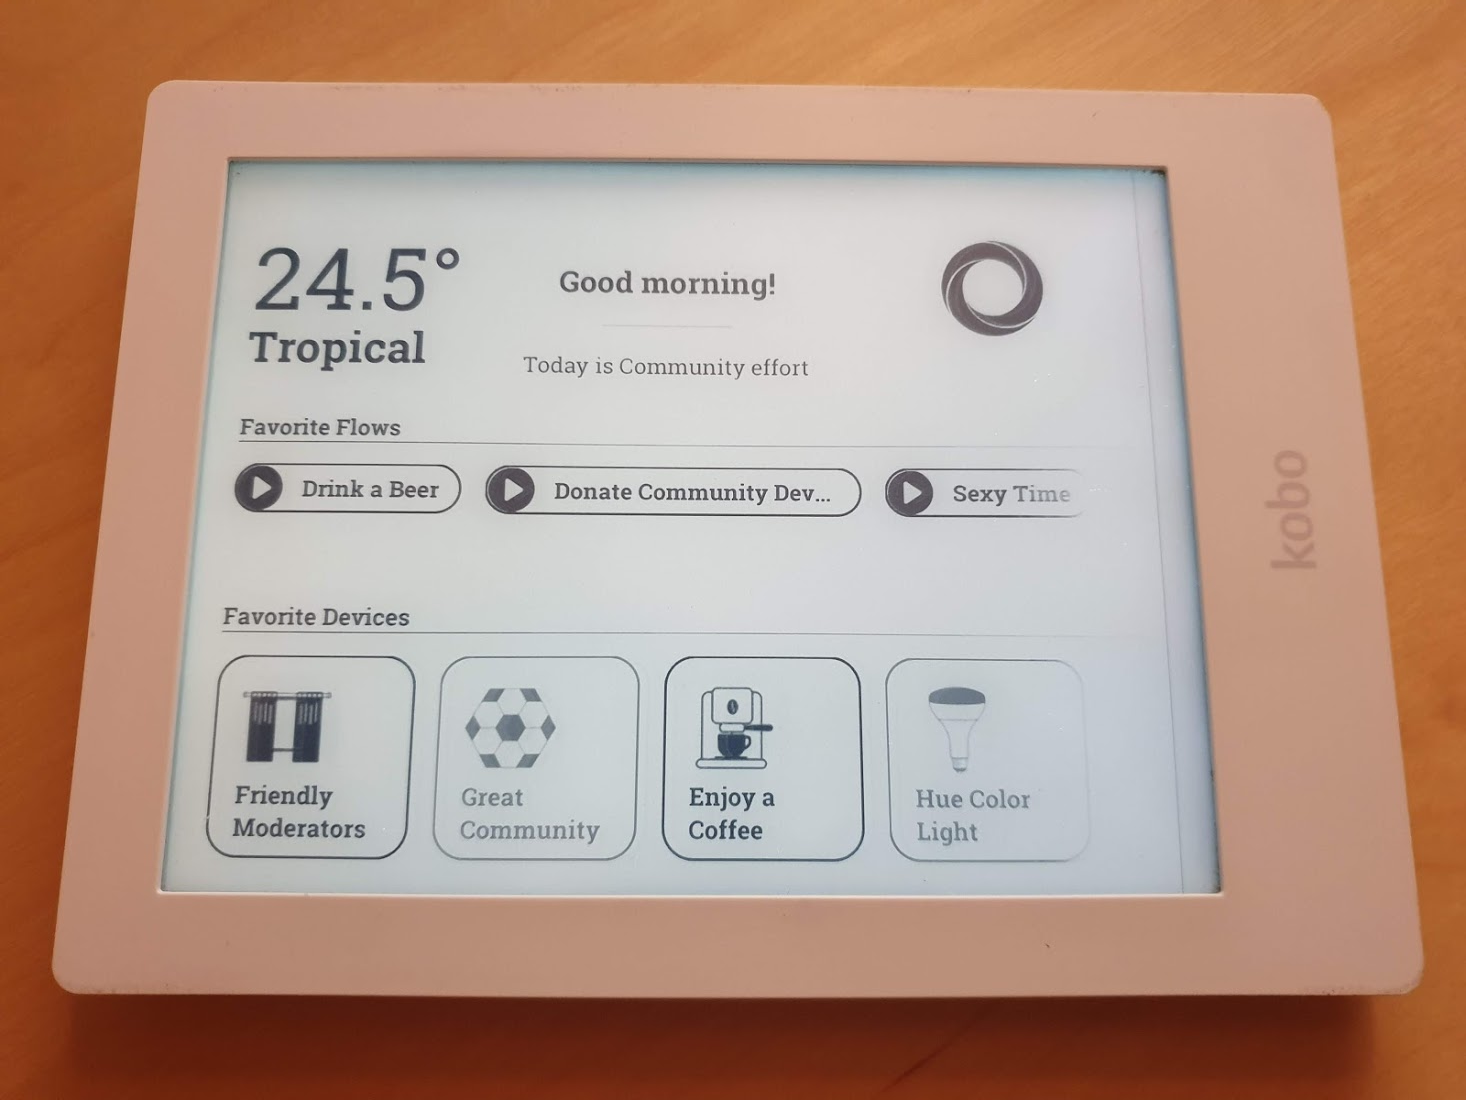 24.5°
Tropical
Good morning!
Today is Community effort
Favorite Flows
Drink a Beer
Donate Community Dev...
Sexy Time
Favorite Devices
Friendly
Moderators
Great
Community
Enjoy a
Coffee
Hue Color
Light
kobo